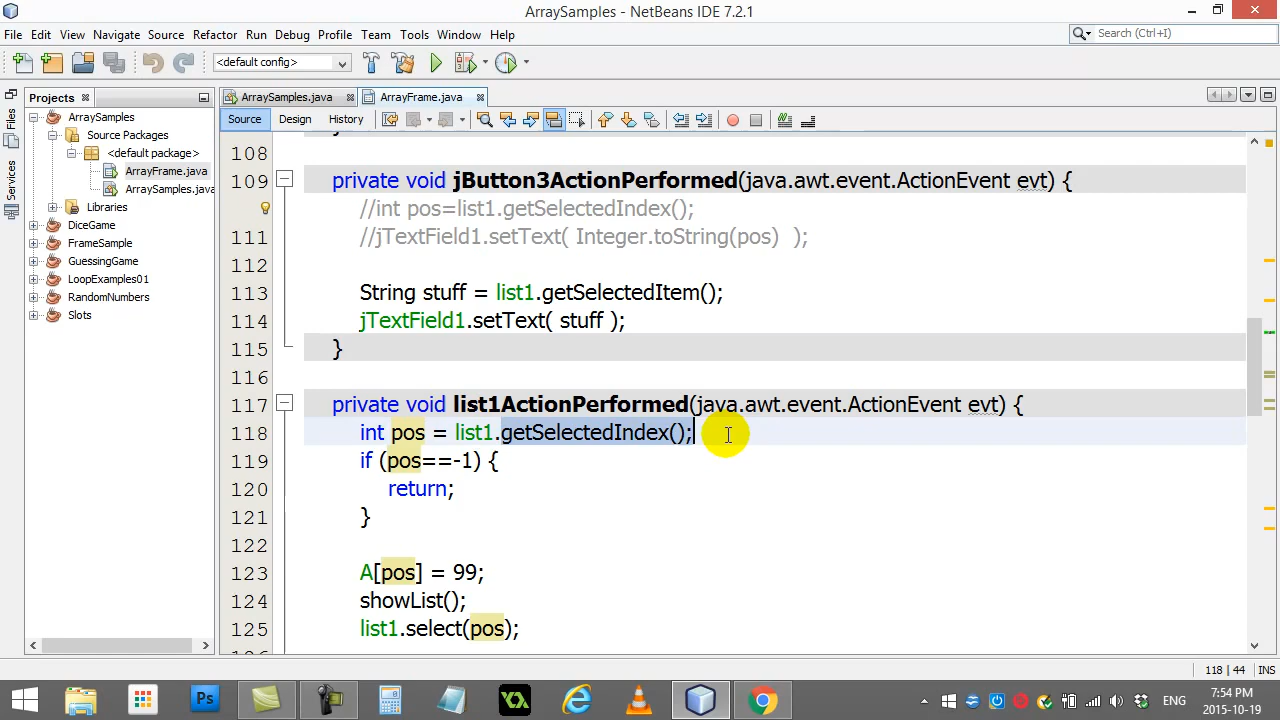 ArraySamples - NetBeans IDE 7.2.1
File Edit View Navigate Source Refactor Run Debug Profile Team Tools Window Help
Search (Ctrl+I)
<default config>
Files
Services
Projects
ArraySamples
Source Packages
<default package>
ArrayFrame.java
ArraySamples.java
Libraries
DiceGame
FrameSample
GuessingGame
LoopExamples01
RandomNumbers
Slots
ArraySamples.java ArrayFrame.java
Source Design History
108
109 private void jButton3ActionPerformed(java.awt.event.ActionEvent evt) {
//int pos=list1.getSelectedIndex();
111 //jTextField1.setText( Integer.toString(pos) );
112
113 String stuff = list1.getSelectedItem();
114 jTextField1.setText( stuff );
115 }
116
117 private void list1ActionPerformed(java.awt.event.ActionEvent evt) {
118 int pos = list1.getSelectedIndex();
119 if (pos==-1) {
120 return;
121 }
122
123 A[pos] = 99;
124 showList();
125 list1.select(pos);
118 | 44 INS
Ps
ENG
7:54 PM
2015-10-19